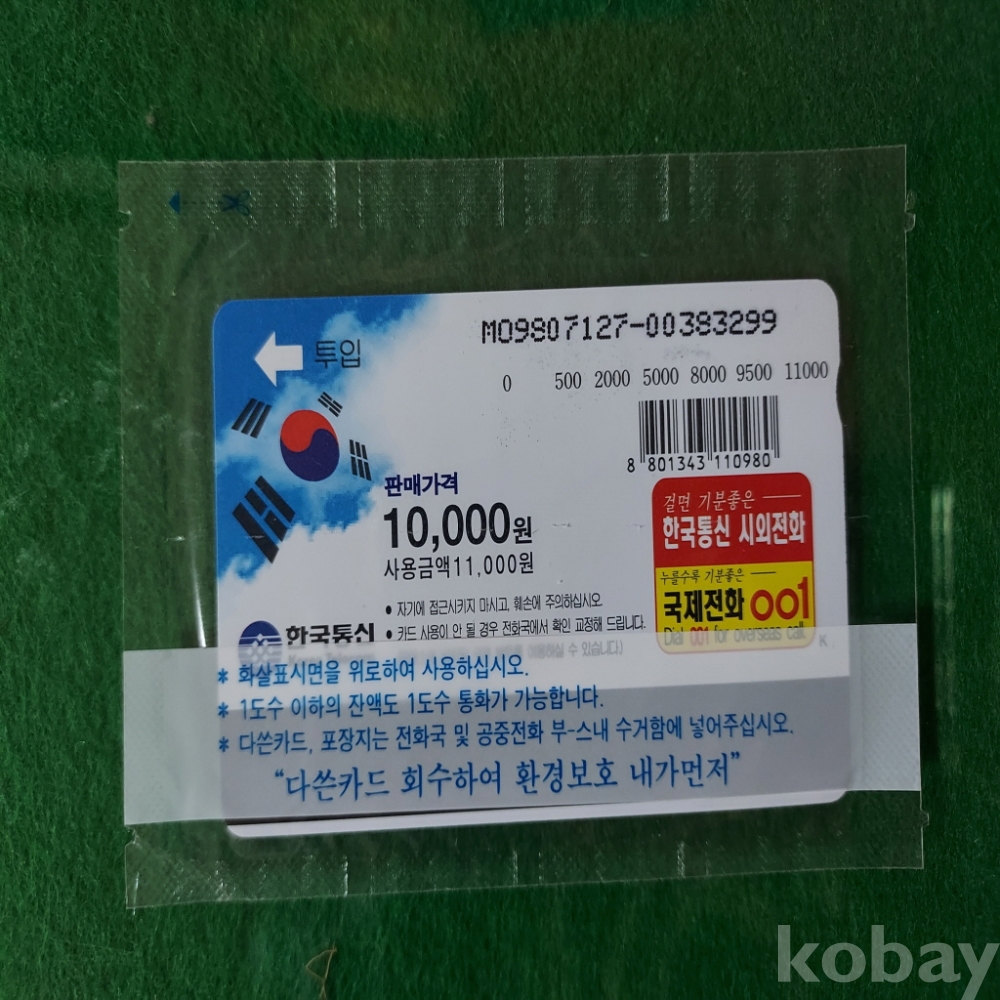 투입
MO9807127-00383299
0 500 2000 5000 8000 9500 11000
8 801343 110980
판매가격
10,000원
사용금액11,000원
걸면 기분좋은
한국통신 시외전화
누를수록 기분좋은
국제전화 001
Dial 001 for overseas call
• 자기에 접근시키지 마시고, 훼손에 주의하십시오.
• 카드 사용이 안 될 경우 전화국에서 확인 교정해 드립니다.
이용하실 수 있습니다)
한국통신
K
* 화살표시면을 위로하여 사용하십시오.
* 1도수 이하의 잔액도 1도수 통화가 가능합니다.
* 다쓴카드, 포장지는 전화국 및 공중전화 부-스내 수거함에 넣어주십시오.
“다쓴카드 회수하여 환경보호 내가먼저”
kobay